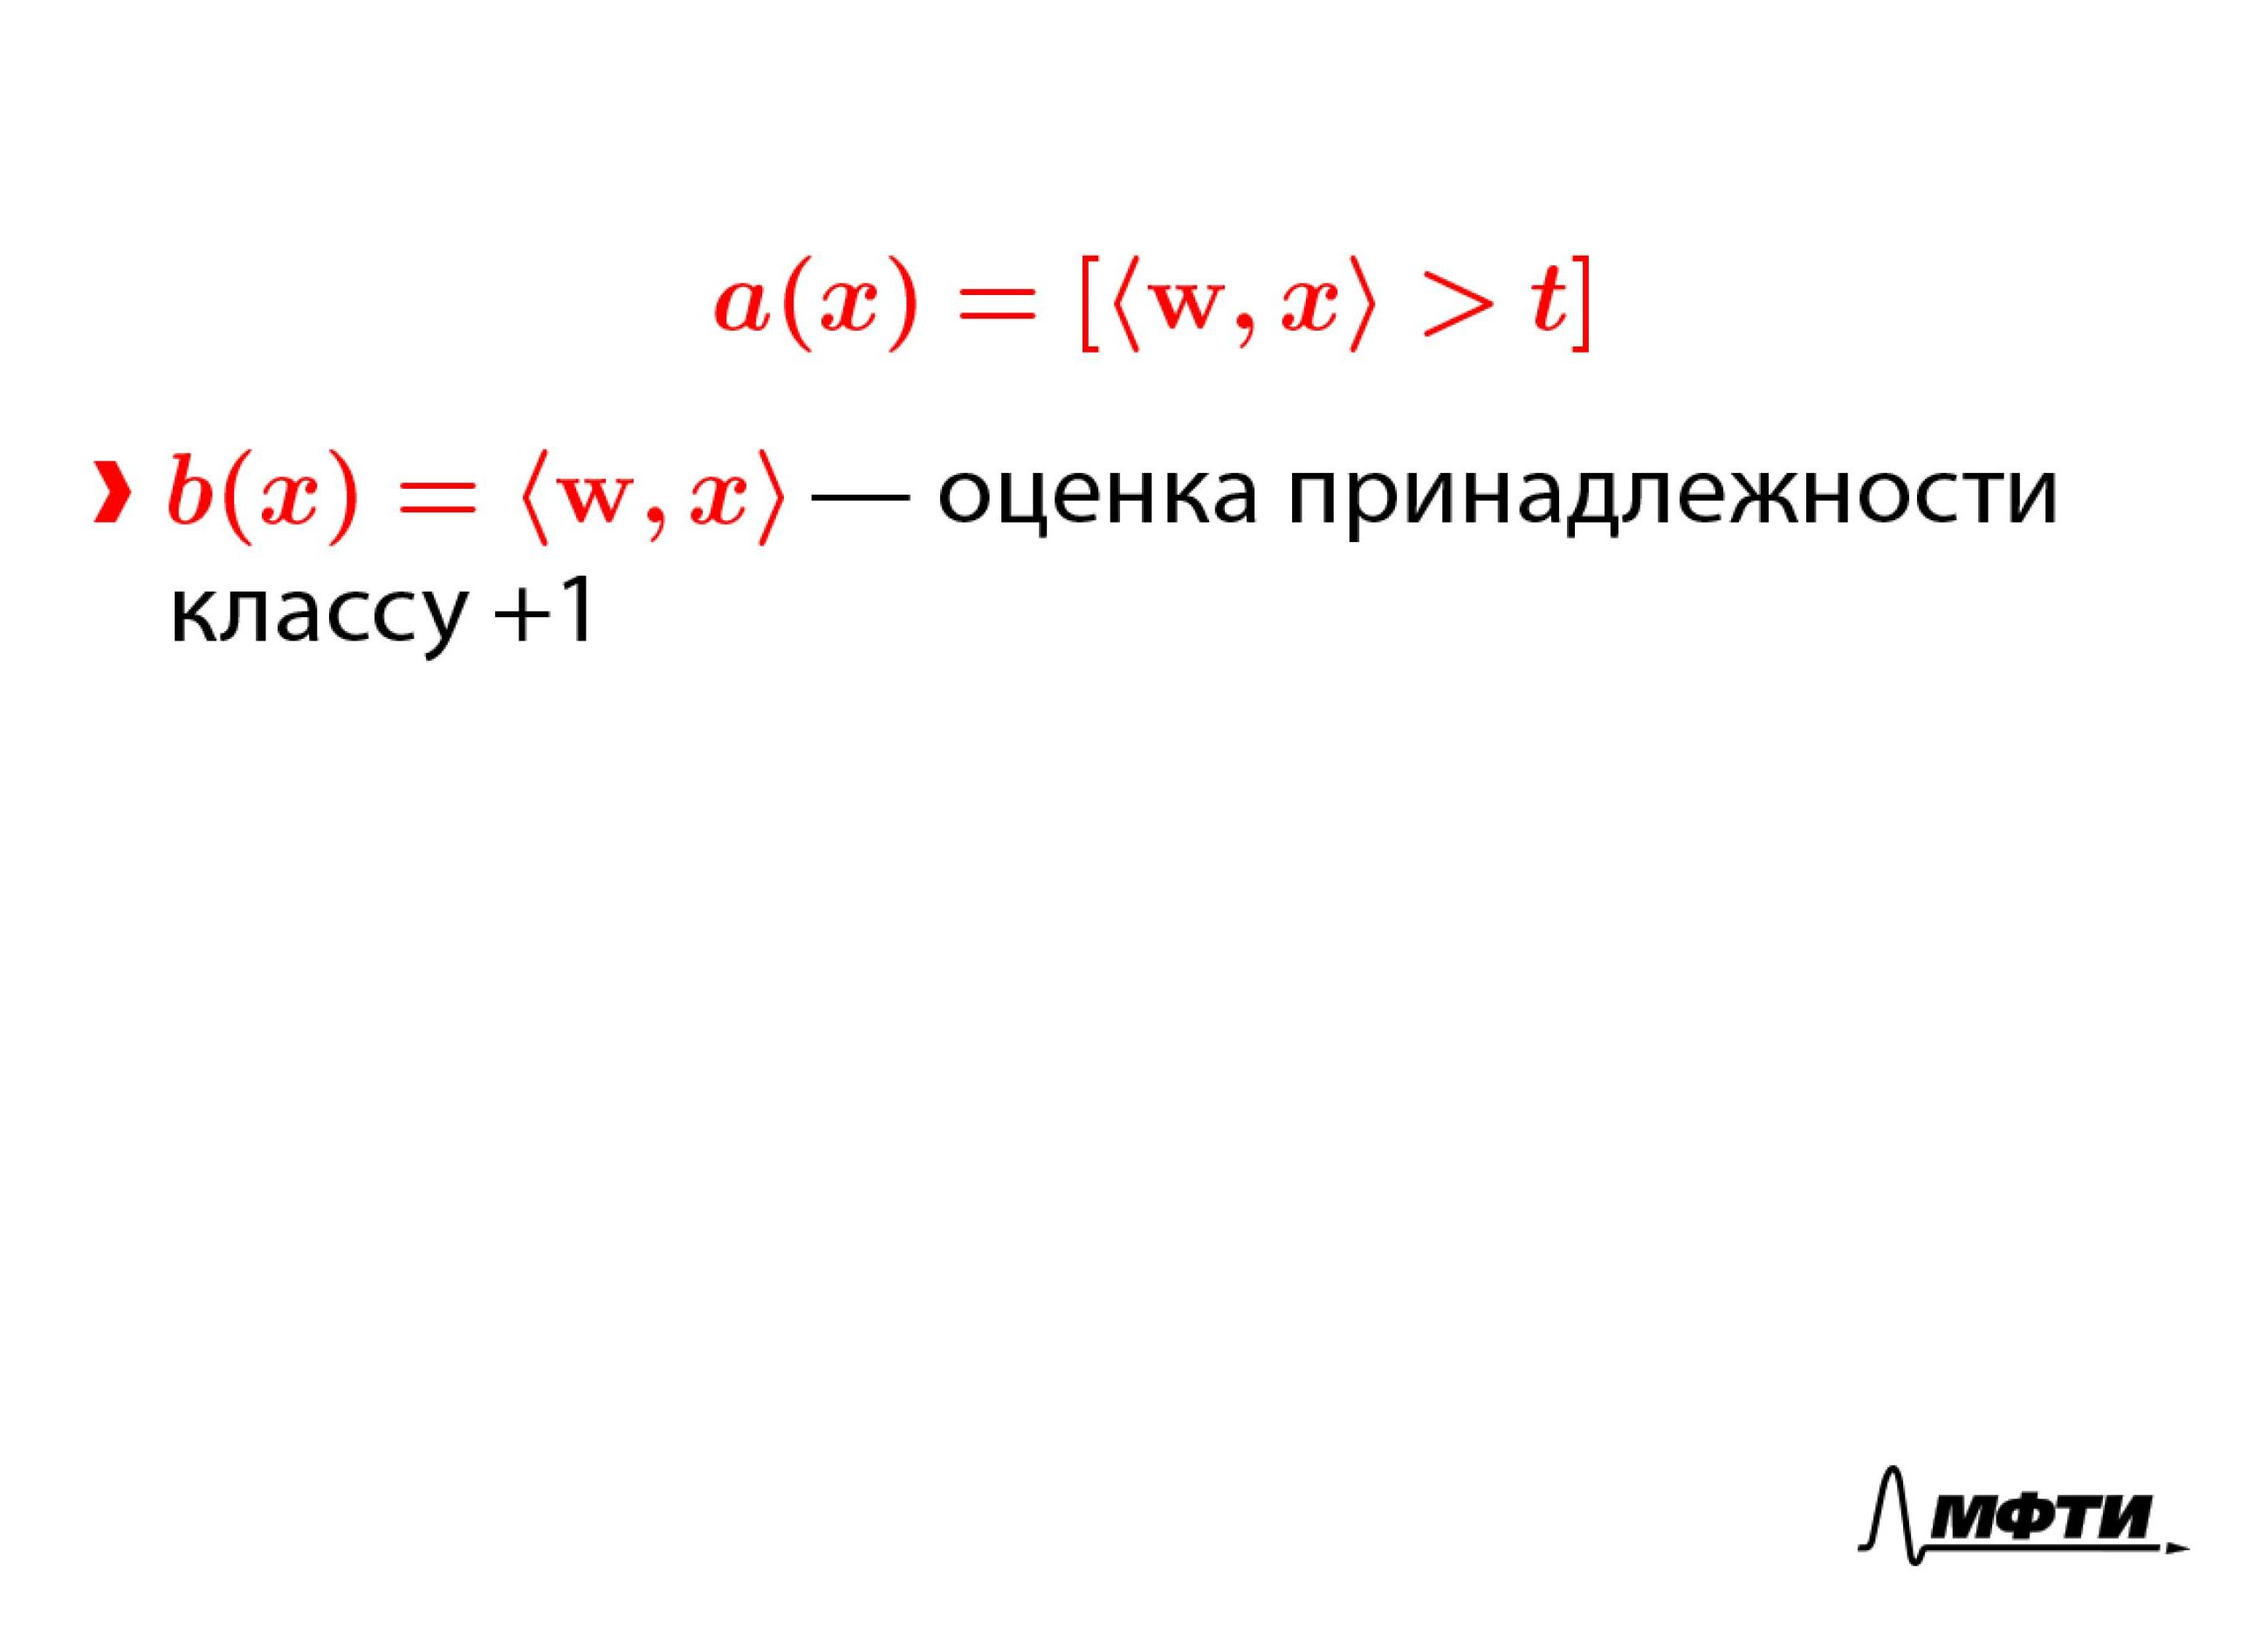 a(x) = [⟨w, x⟩ > t]
b(x) = ⟨w, x⟩ — оценка принадлежности
классу +1
МФТИ